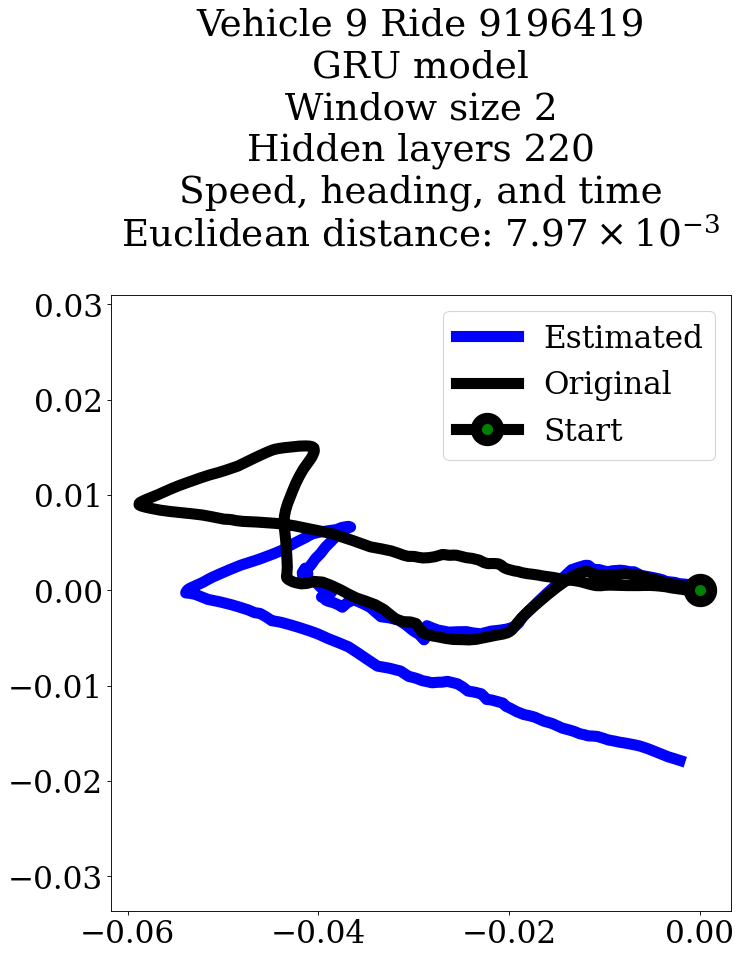 Vehicle 9 Ride 9196419
GRU model
Window size 2
Hidden layers 220
Speed, heading, and time
Euclidean distance: 7.97 × 10⁻³
Estimated
Original
Start
0.03
0.02
0.01
0.00
−0.01
−0.02
−0.03
−0.06 −0.04 −0.02 0.00